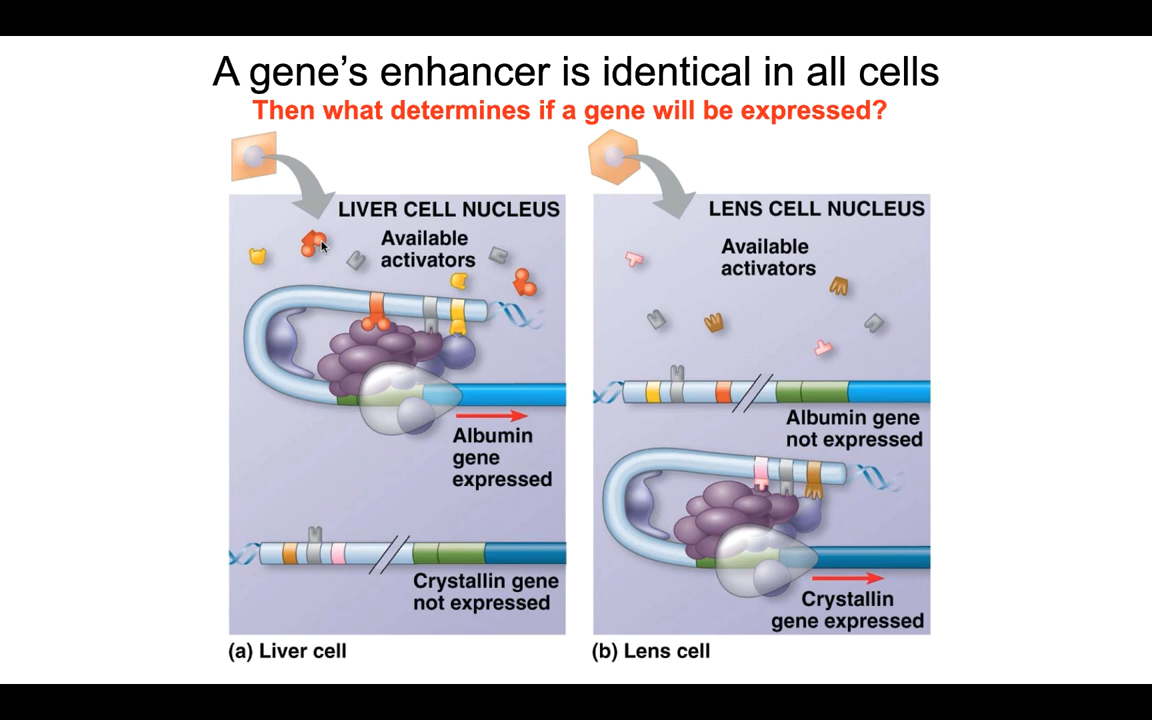 A gene's enhancer is identical in all cells
Then what determines if a gene will be expressed?
LIVER CELL NUCLEUS
Available
activators
Albumin
gene
expressed
Crystallin gene
not expressed
(a) Liver cell
LENS CELL NUCLEUS
Available
activators
Albumin gene
not expressed
Crystallin
gene expressed
(b) Lens cell